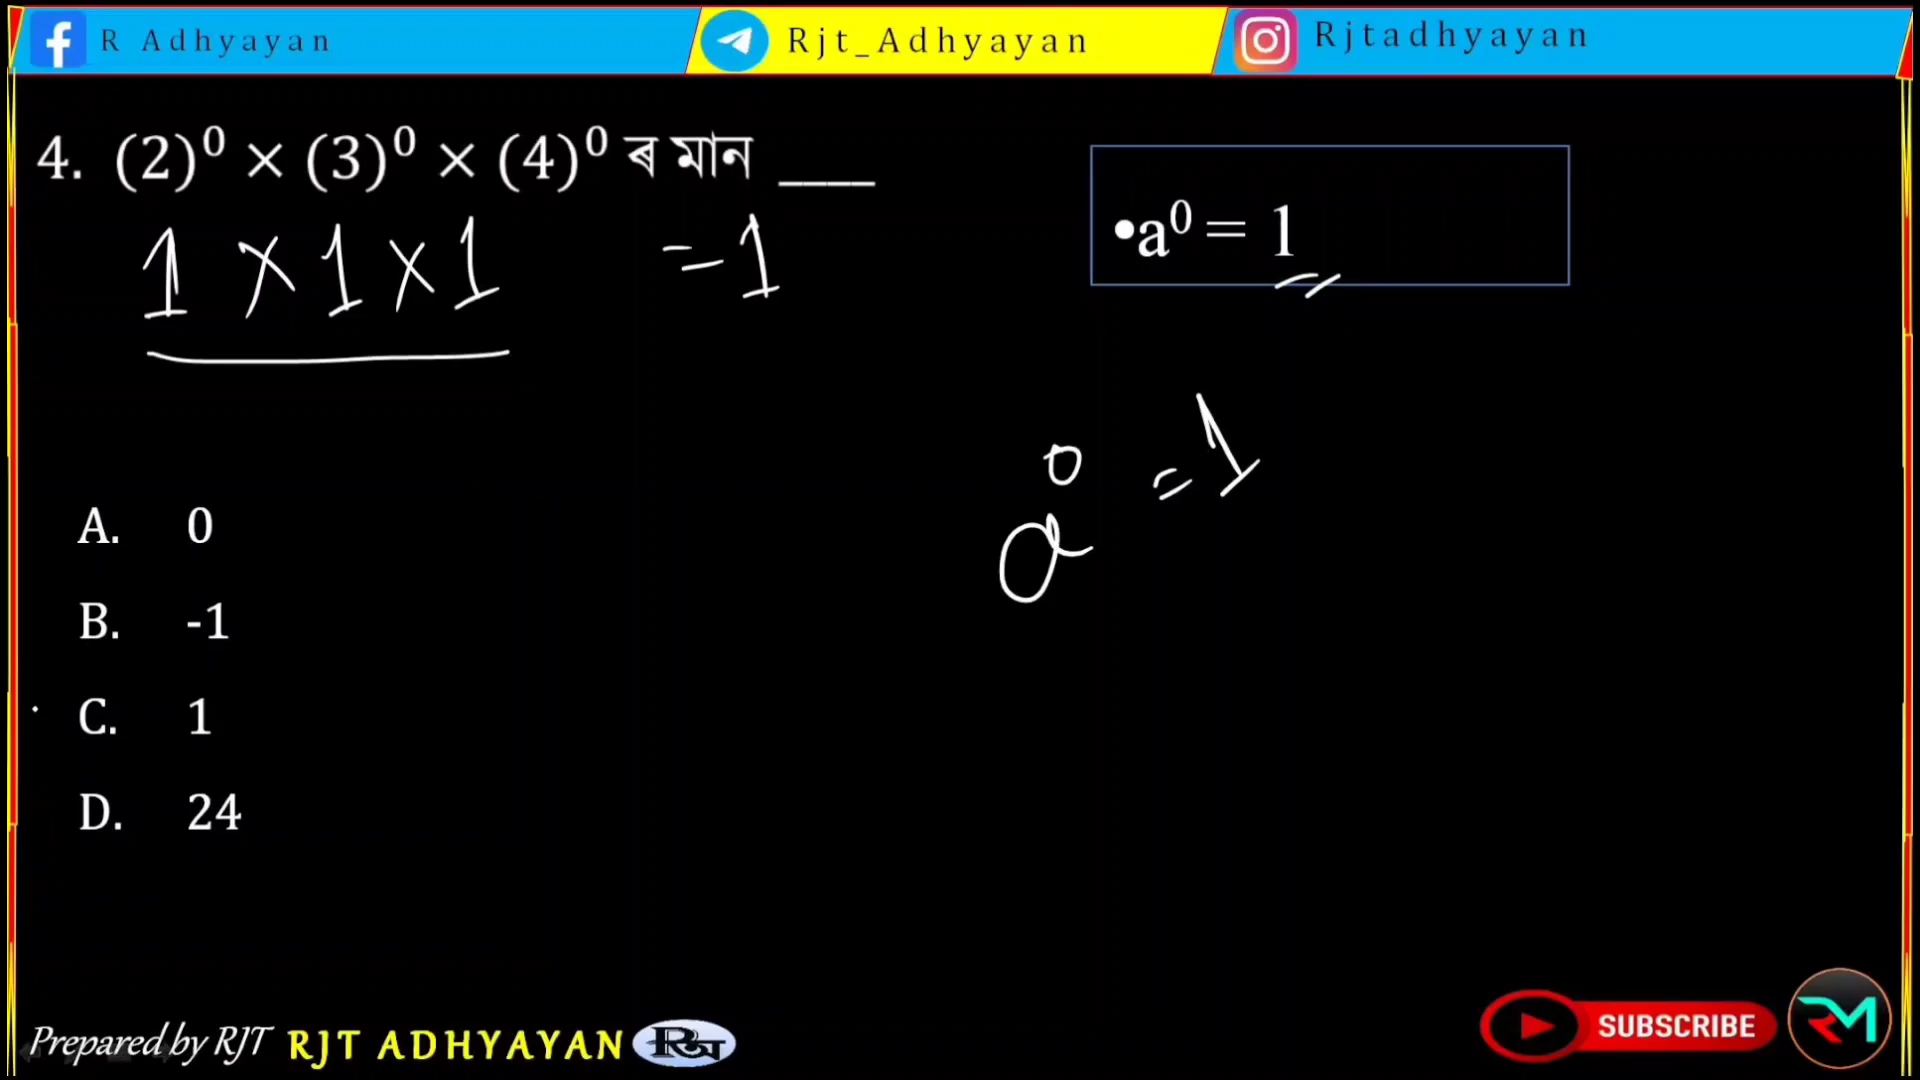 R Adhyayan
Rjt_Adhyayan
Rjtadhyayan
4. (2)⁰ × (3)⁰ × (4)⁰ ৰ মান ____
1 × 1 × 1 = 1
•a⁰ = 1
a⁰ = 1
A. 0
B. -1
C. 1
D. 24
Prepared by RJT
RJT ADHYAYAN
SUBSCRIBE
RM